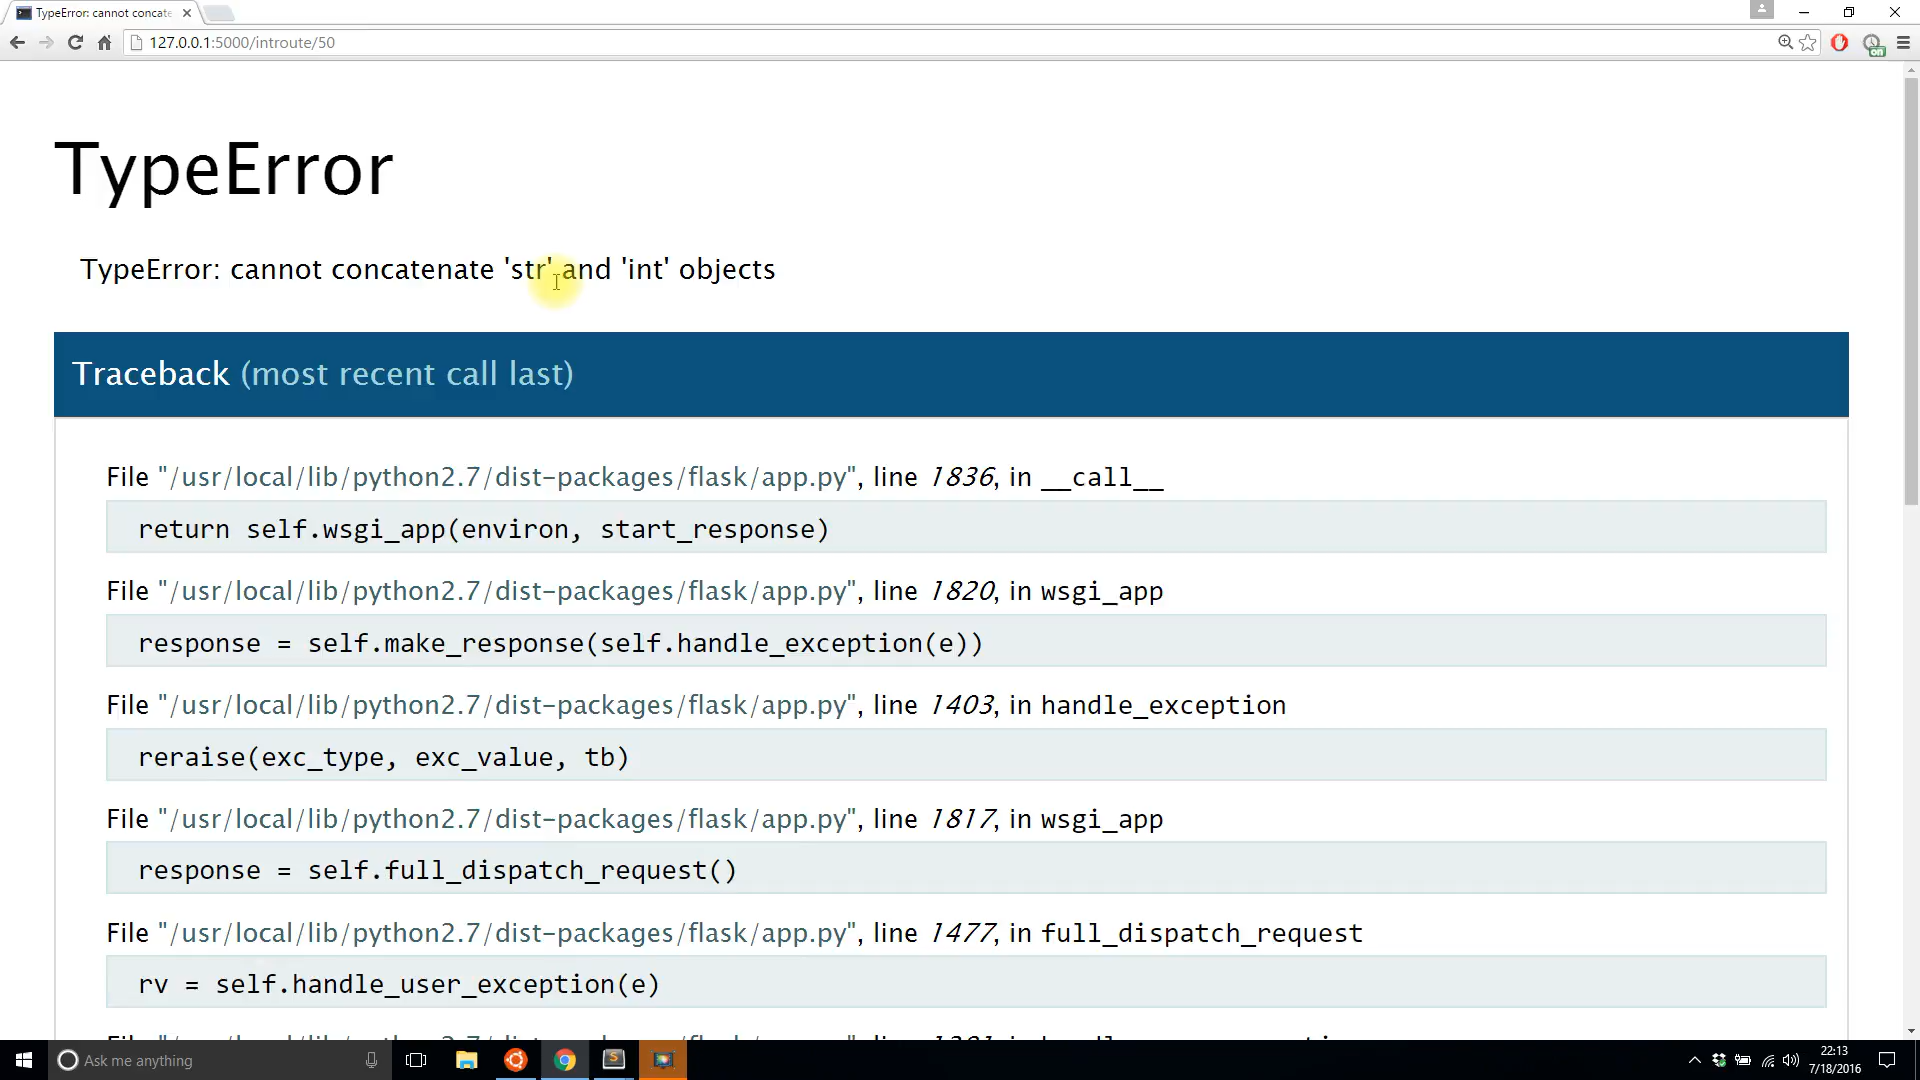 TypeError: cannot concate
127.0.0.1:5000/introute/50
on
TypeError
TypeError: cannot concatenate 'str' and 'int' objects
Traceback (most recent call last)
File "/usr/local/lib/python2.7/dist-packages/flask/app.py", line 1836, in __call__
return self.wsgi_app(environ, start_response)
File "/usr/local/lib/python2.7/dist-packages/flask/app.py", line 1820, in wsgi_app
response = self.make_response(self.handle_exception(e))
File "/usr/local/lib/python2.7/dist-packages/flask/app.py", line 1403, in handle_exception
reraise(exc_type, exc_value, tb)
File "/usr/local/lib/python2.7/dist-packages/flask/app.py", line 1817, in wsgi_app
response = self.full_dispatch_request()
File "/usr/local/lib/python2.7/dist-packages/flask/app.py", line 1477, in full_dispatch_request
rv = self.handle_user_exception(e)
Ask me anything
22:13
7/18/2016